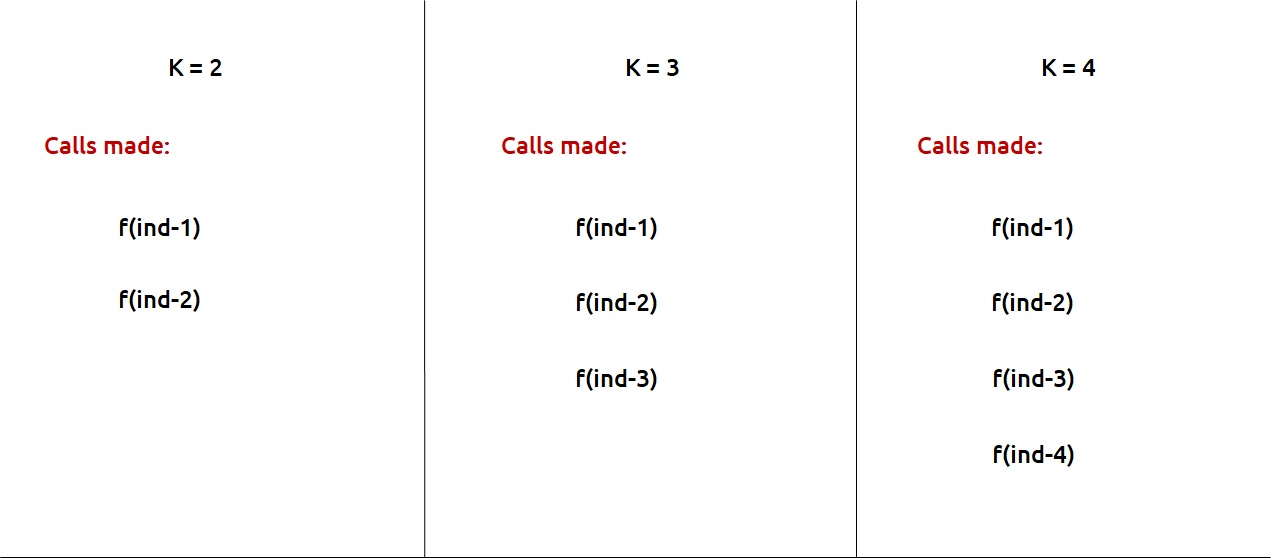 K = 2
Calls made:
f(ind-1)
f(ind-2)
K = 3
Calls made:
f(ind-1)
f(ind-2)
f(ind-3)
K = 4
Calls made:
f(ind-1)
f(ind-2)
f(ind-3)
f(ind-4)